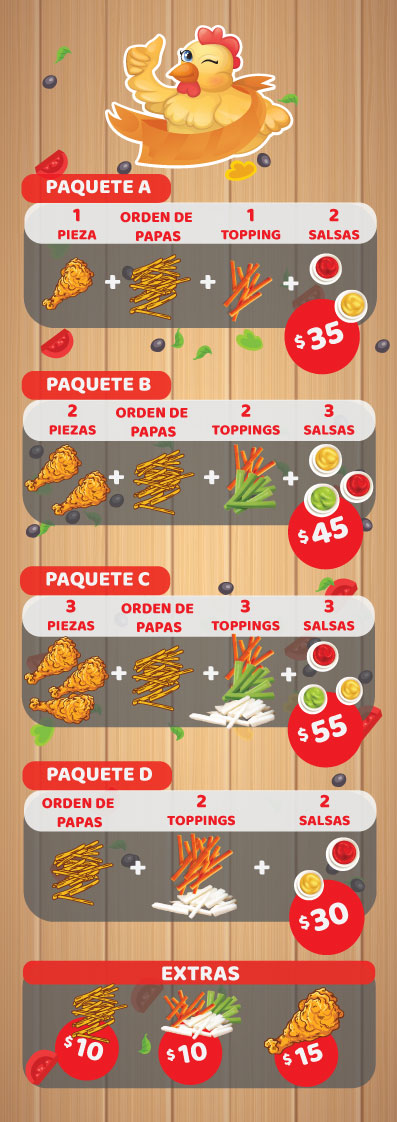 PAQUETE A
1 PIEZA
ORDEN DE PAPAS
1 TOPPING
2 SALSAS
$35
PAQUETE B
2 PIEZAS
ORDEN DE PAPAS
2 TOPPINGS
3 SALSAS
$45
PAQUETE C
3 PIEZAS
ORDEN DE PAPAS
3 TOPPINGS
3 SALSAS
$55
PAQUETE D
ORDEN DE PAPAS
2 TOPPINGS
2 SALSAS
$30
EXTRAS
$10
$10
$15